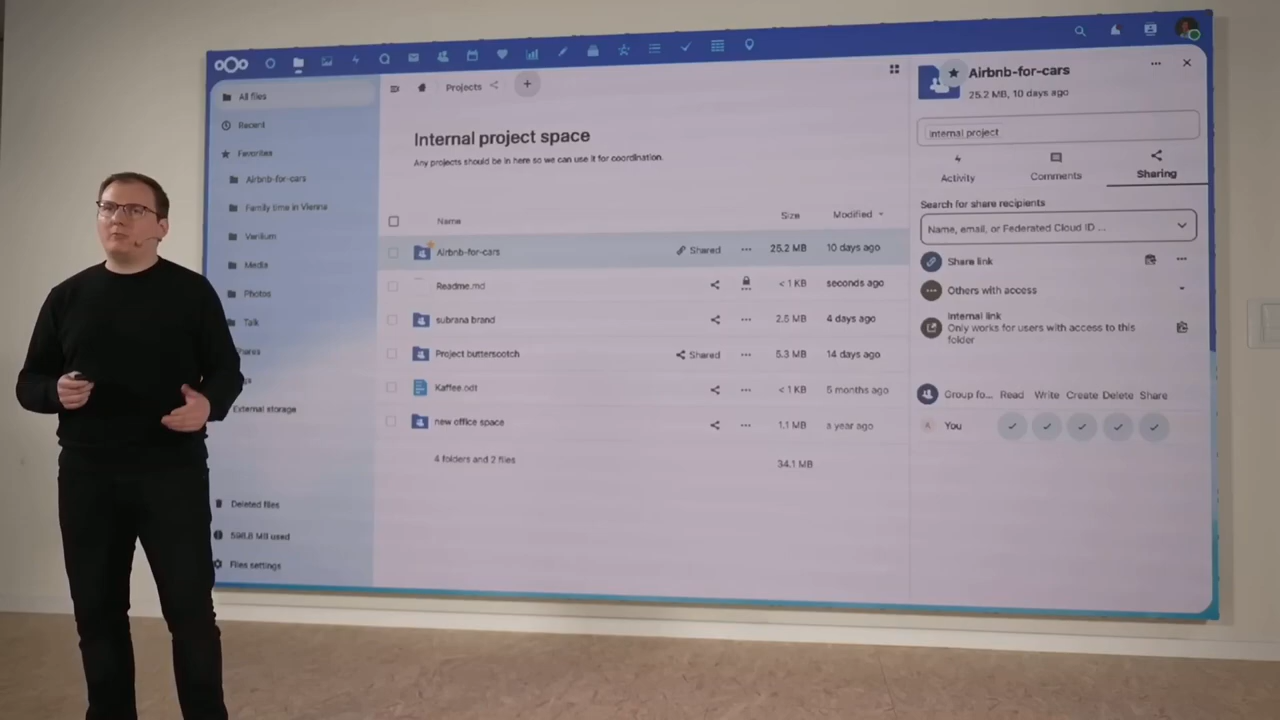 All files
Recent
Favorites
Airbnb-for-cars
Family time in Vienna
Media
Photos
Talk
External storage
Deleted files
MB used
Files settings
Projects
Internal project space
Any projects should be in here so we can use it for coordination.
Name Size Modified
Airbnb-for-cars Shared 25.2 MB 10 days ago
Readme.md < 1 KB seconds ago
subrana brand 2.5 MB 4 days ago
Project butterscotch Shared 5.3 MB 14 days ago
Kaffee.odt < 1 KB 5 months ago
new office space 1.1 MB a year ago
4 folders and 2 files 34.1 MB
Airbnb-for-cars
25.2 MB, 10 days ago
Internal project
Activity Comments Sharing
Search for share recipients
Name, email, or Federated Cloud ID ...
Share link
Others with access
Internal link
Only works for users with access to this
folder
Group fo... Read Write Create Delete Share
You